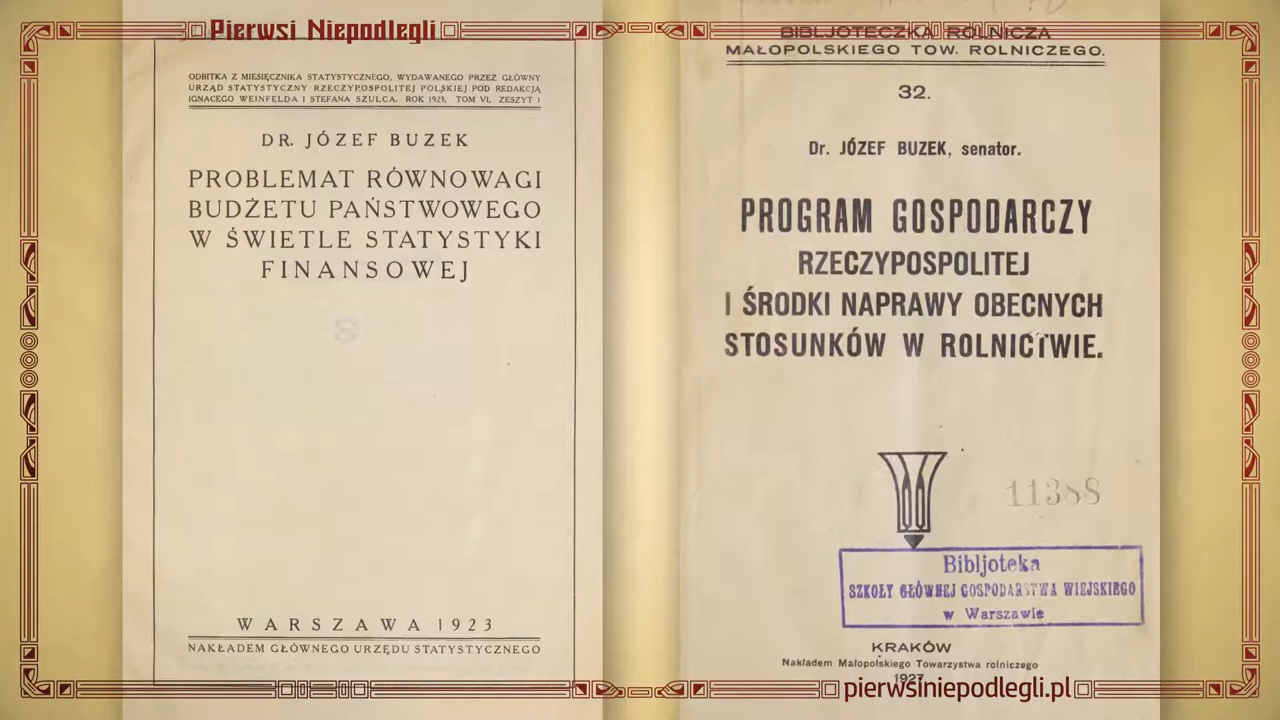 Pierwsi Niepodlegli
ODBITKA Z MIESIĘCZNIKA STATYSTYCZNEGO, WYDAWANEGO PRZEZ GŁÓWNY
URZĄD STATYSTYCZNY RZECZYPOSPOLITEJ POLSKIEJ POD REDAKCJĄ
IGNACEGO WEINFELDA I STEFANA SZULCA. ROK 1923. TOM VI, ZESZYT 1
DR. JÓZEF BUZEK
PROBLEMAT RÓWNOWAGI
BUDŻETU PAŃSTWOWEGO
W ŚWIETLE STATYSTYKI
FINANSOWEJ
WARSZAWA 1923
NAKŁADEM GŁÓWNEGO URZĘDU STATYSTYCZNEGO
BIBLJOTECZKA ROLNICZA
MAŁOPOLSKIEGO TOW. ROLNICZEGO.
32.
Dr. JÓZEF BUZEK, senator.
PROGRAM GOSPODARCZY
RZECZYPOSPOLITEJ
I ŚRODKI NAPRAWY OBECNYCH
STOSUNKÓW W ROLNICTWIE.
Bibljoteka
SZKOŁY GŁÓWNEJ GOSPODARSTWA WIEJSKIEGO
w Warszawie
KRAKÓW
Nakładem Małopolskiego Towarzystwa rolniczego
1927
pierwsiniepodlegli.pl